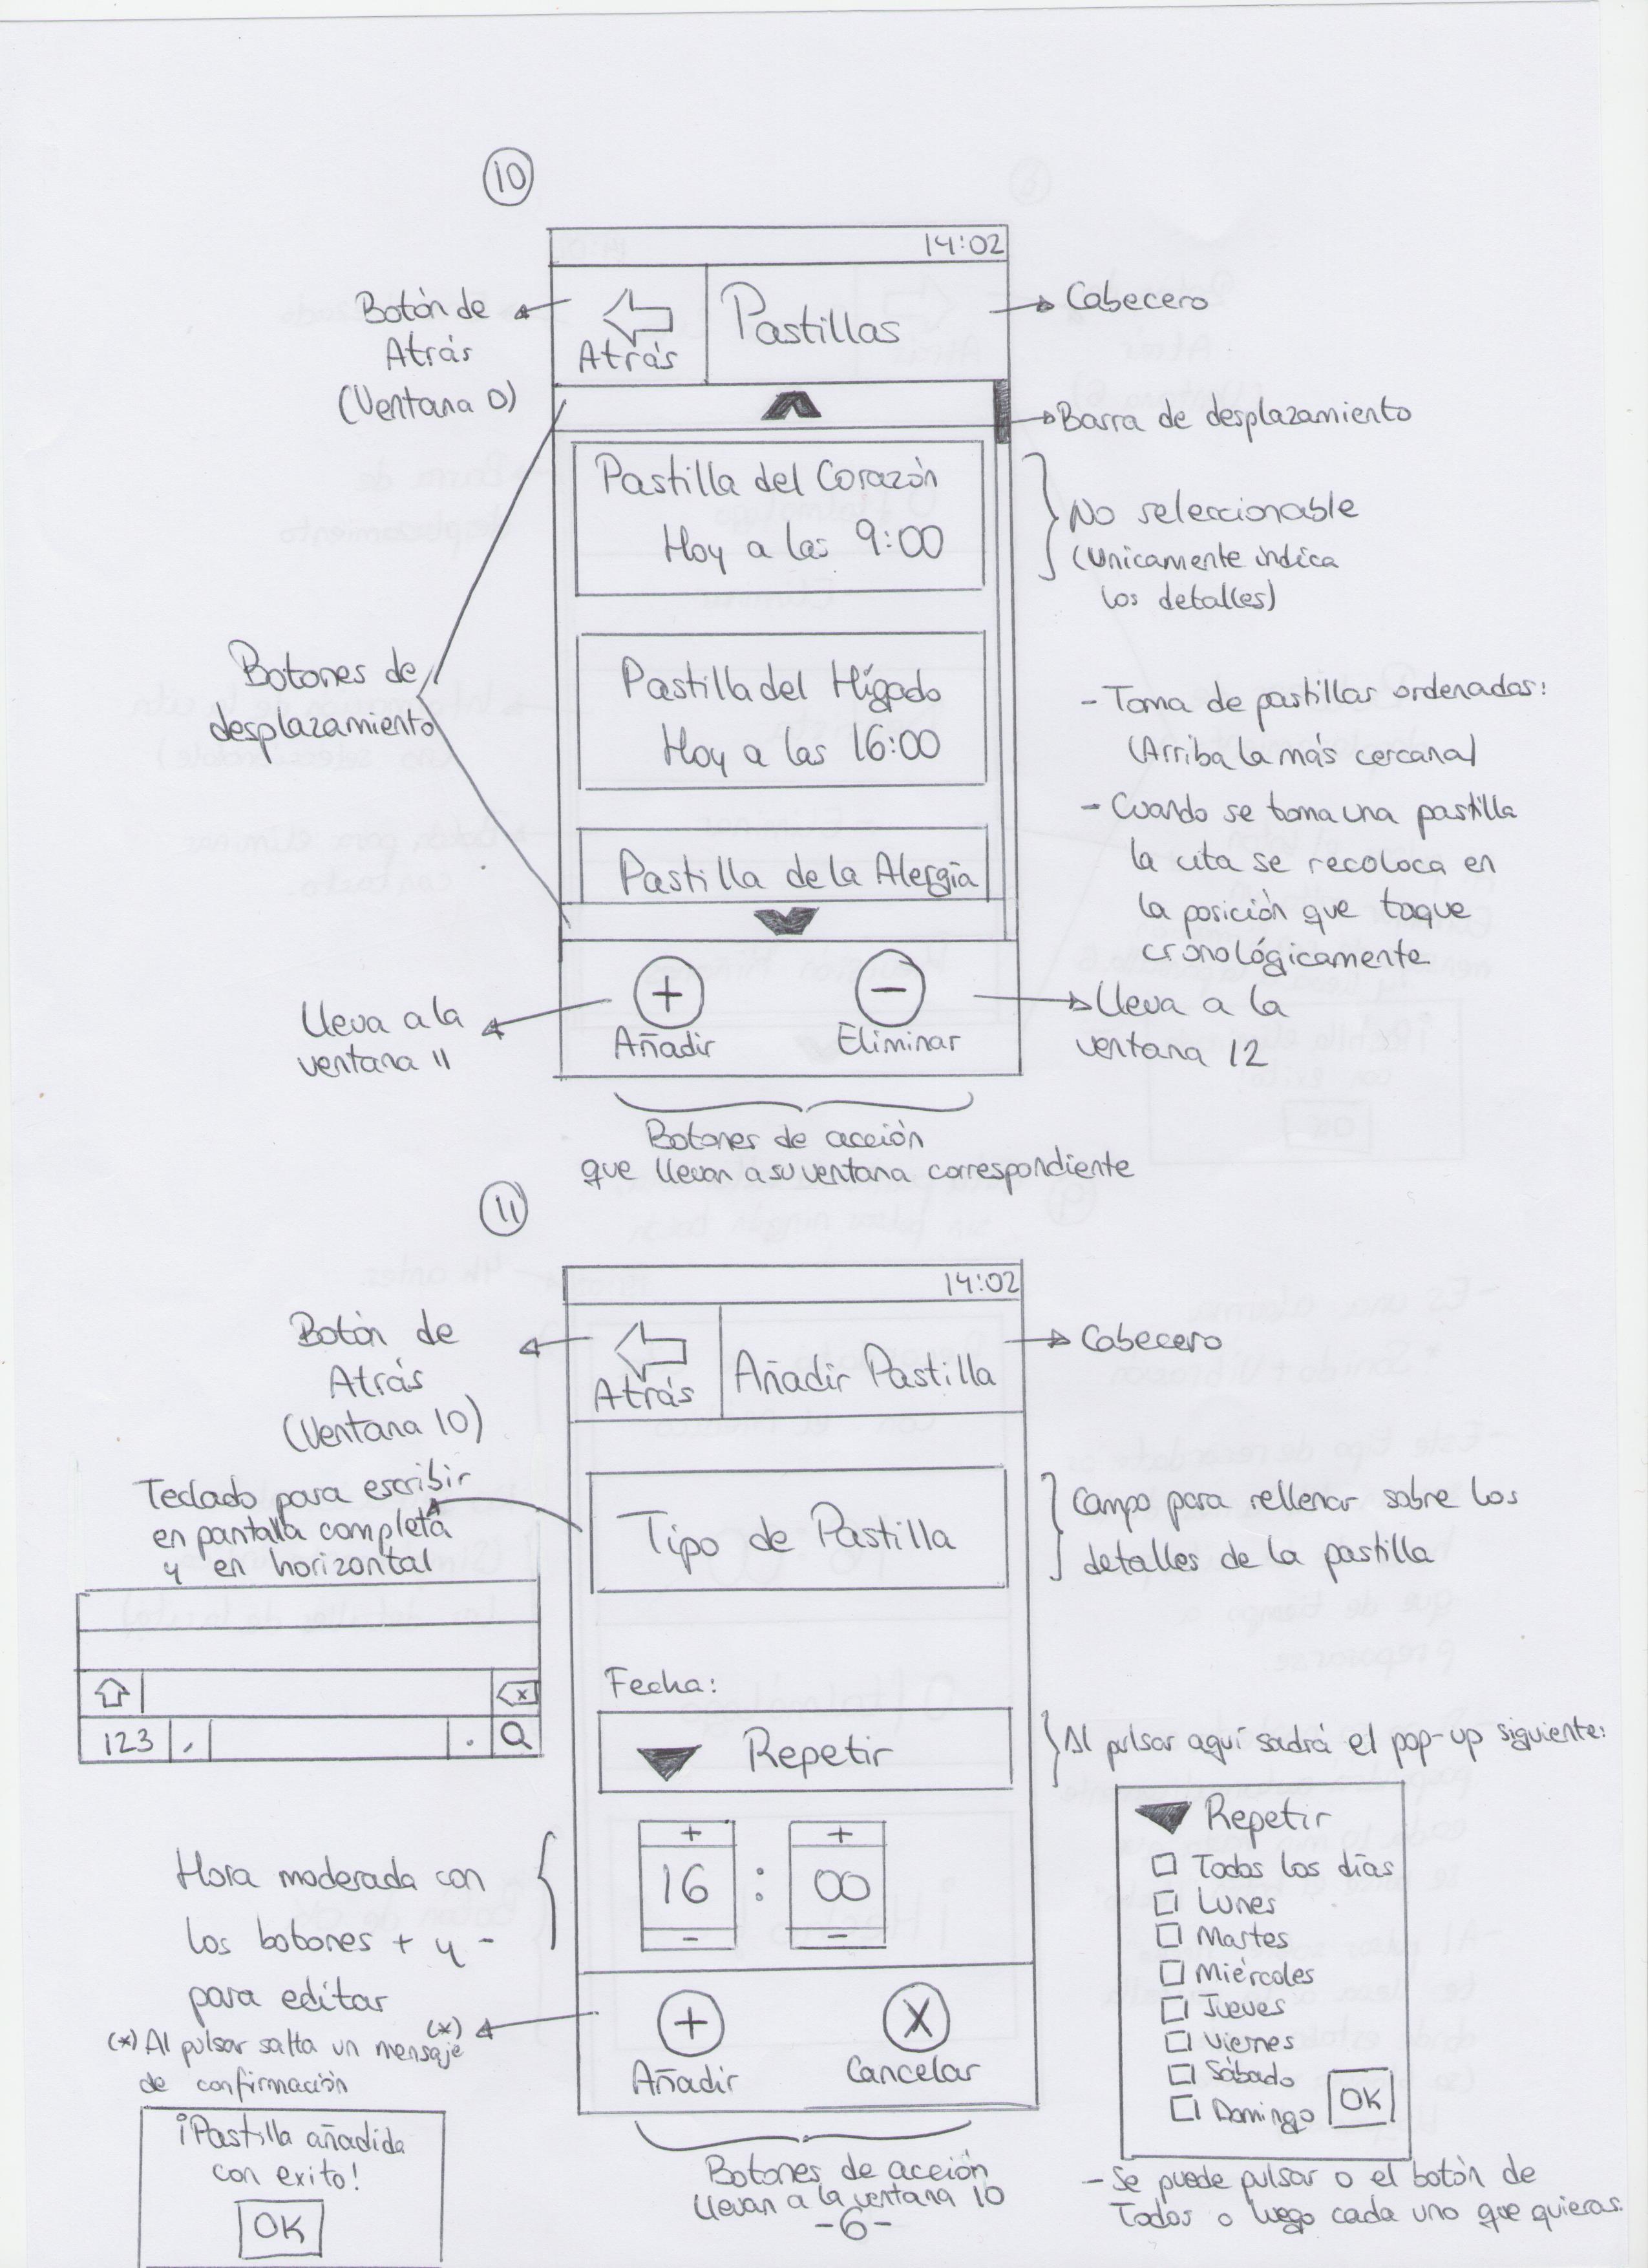 10
14:02
Botón de
Atrás
(Ventana 0)
Atrás
Pastillas
Cabecero
Barra de desplazamiento
Pastilla del Corazón
Hoy a las 9:00
No seleccionable
(Unicamente indica
los detalles)
Botones de
desplazamiento
Pastilla del Hígado
Hoy a las 16:00
- Toma de pastillas ordenadas:
(Arriba la más cercana)
- Cuando se toma una pastilla
la cita se recoloca en
la posición que toque
cronológicamente
Pastilla de la Alergia
Lleva a la
ventana 11
+
Añadir
-
Eliminar
Lleva a la
ventana 12
Botones de acción
que llevan a su ventana correspondiente
11
14:02
Botón de
Atrás
(Ventana 10)
Atrás
Añadir Pastilla
Cabecero
Teclado para escribir
en pantalla completa
y en horizontal
123 , .
Tipo de Pastilla
Campo para rellenar sobre los
detalles de la pastilla
Fecha:
Repetir
Al pulsar aquí saldrá el pop-up siguiente:
Repetir
Todos los días
Lunes
Martes
Miércoles
Jueves
Viernes
Sábado
Domingo
OK
- Se puede pulsar o el botón de
Todos o luego cada uno que quieras.
Hora moderada con
los botones + y -
para editar
+ +
16 : 00
- -
(*)
(*) Al pulsar salta un mensaje
de confirmación
¡Pastilla añadida
con exito!
OK
+
Añadir
X
Cancelar
Botones de acción
llevan a la ventana 10
-6-